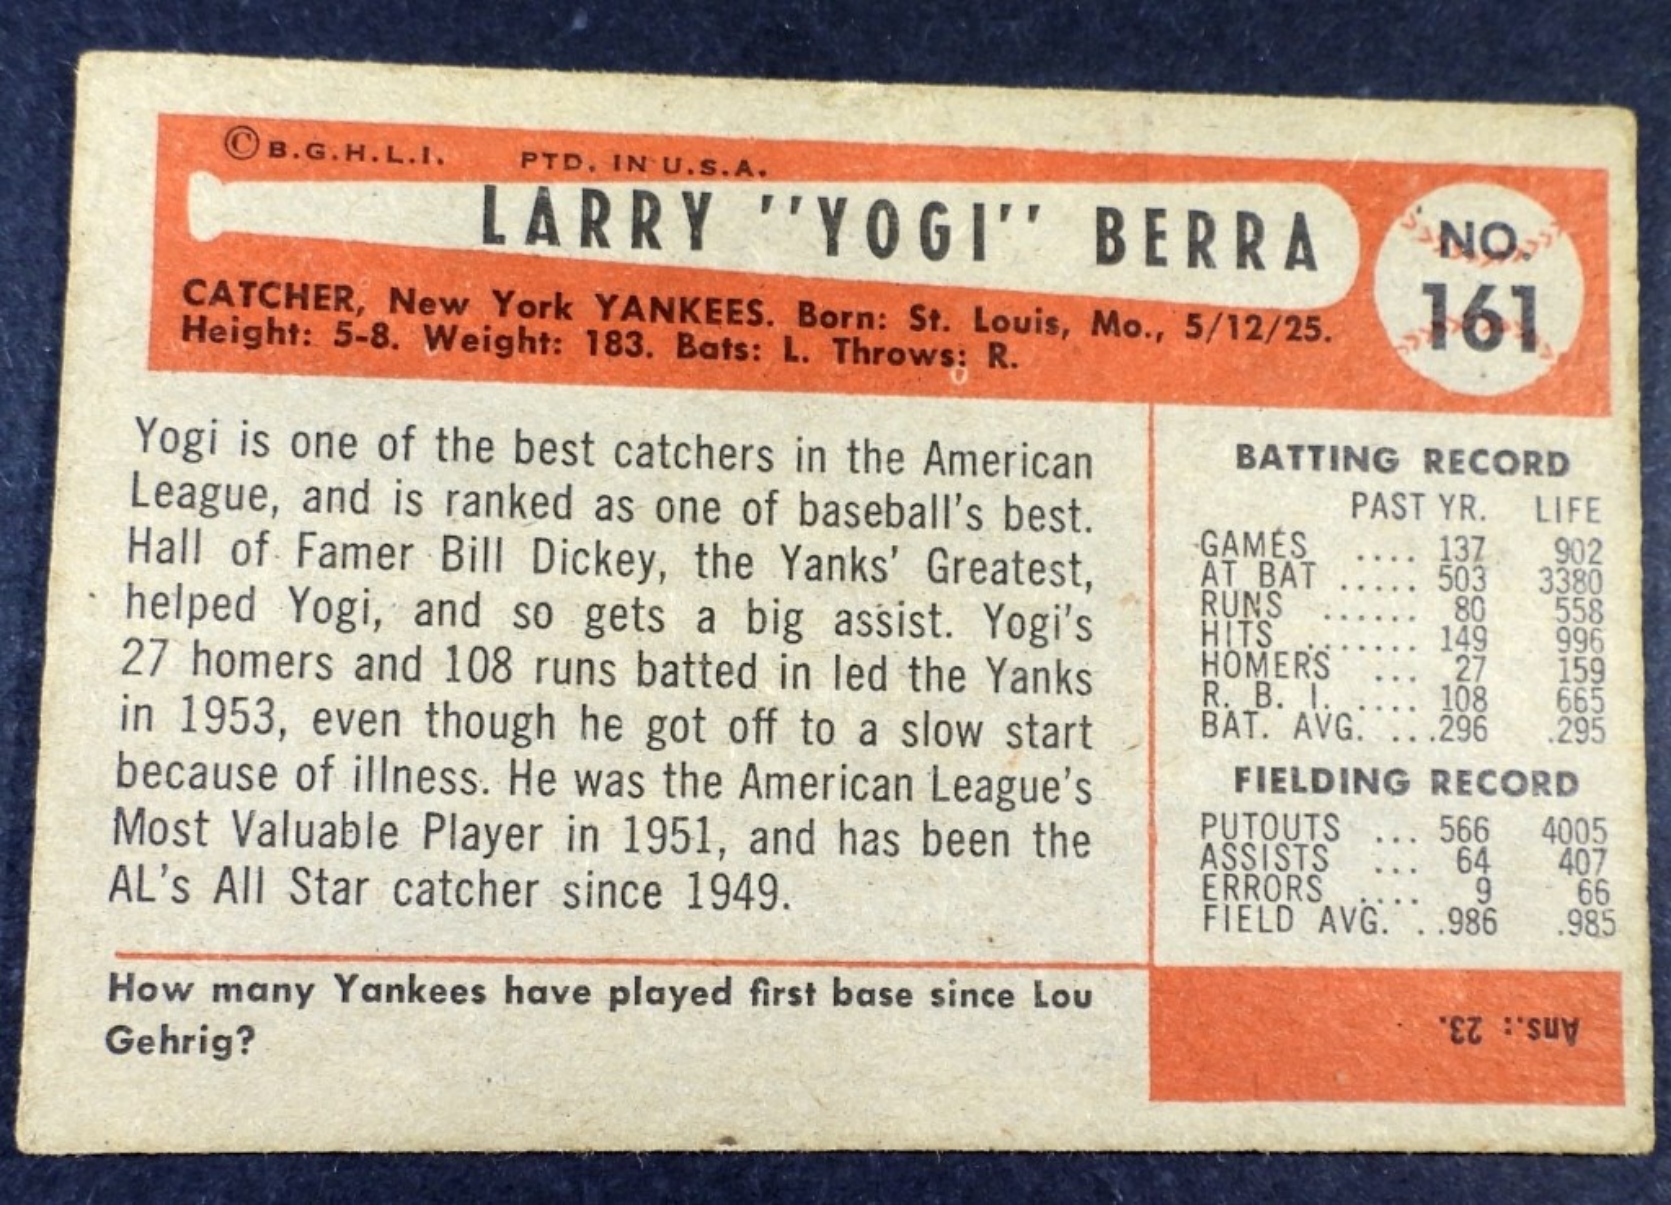 ©B.G.H.L.I. PTD. IN U.S.A.
LARRY "YOGI" BERRA
NO.
161
CATCHER, New York YANKEES. Born: St. Louis, Mo., 5/12/25.
Height: 5-8. Weight: 183. Bats: L. Throws: R.
Yogi is one of the best catchers in the American
League, and is ranked as one of baseball's best.
Hall of Famer Bill Dickey, the Yanks' Greatest,
helped Yogi, and so gets a big assist. Yogi's
27 homers and 108 runs batted in led the Yanks
in 1953, even though he got off to a slow start
because of illness. He was the American League's
Most Valuable Player in 1951, and has been the
AL's All Star catcher since 1949.
How many Yankees have played first base since Lou
Gehrig?
BATTING RECORD
PAST YR. LIFE
GAMES .... 137 902
AT BAT ..... 503 3380
RUNS ...... 80 558
HITS ........ 149 996
HOMERS ... 27 159
R. B. I. .... 108 665
BAT. AVG. ...296 .295
FIELDING RECORD
PUTOUTS ... 566 4005
ASSISTS ... 64 407
ERRORS .... 9 66
FIELD AVG. . .986 .985
Ans.: 23.